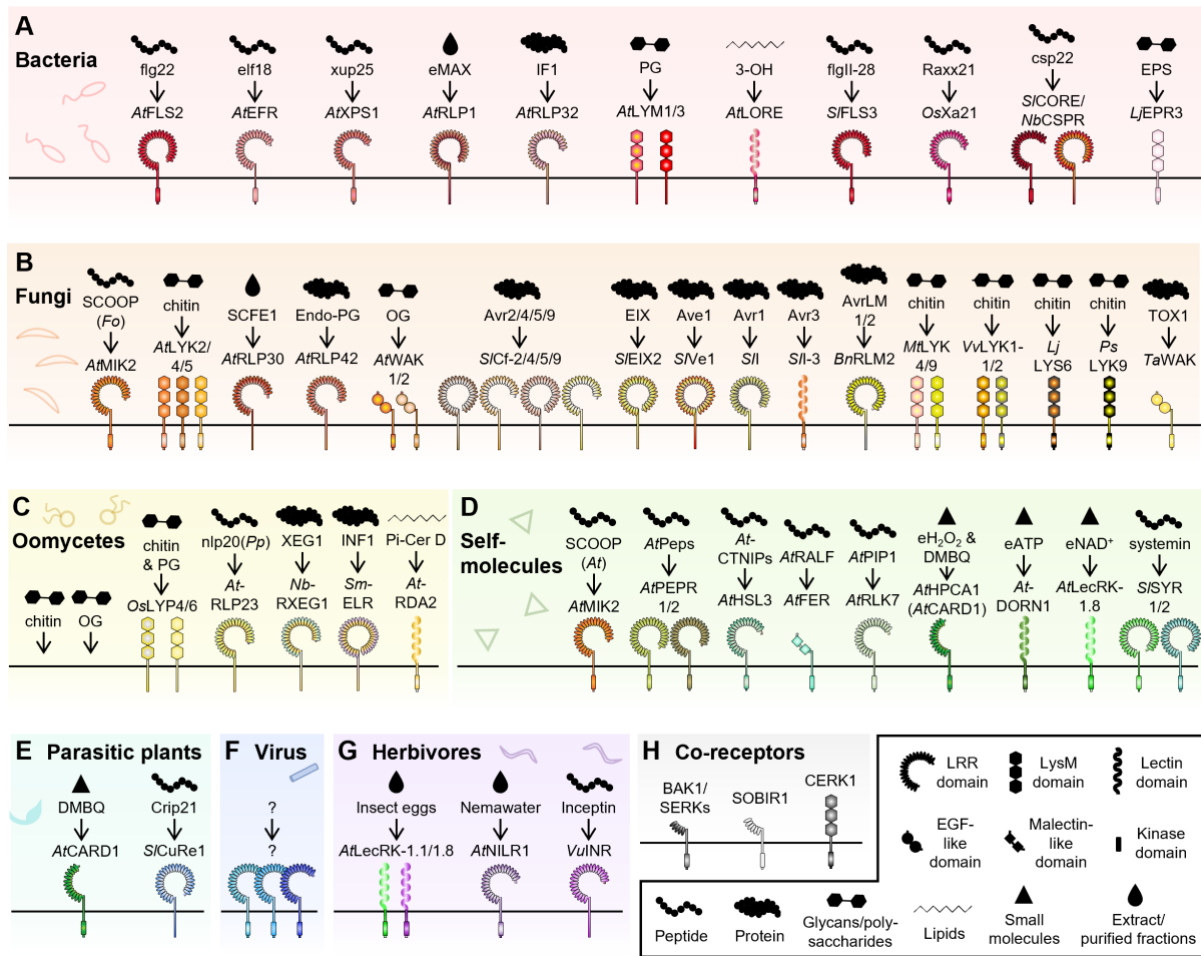 A
Bacteria
flg22
AtFLS2
elf18
AtEFR
xup25
AtXPS1
eMAX
AtRLP1
IF1
AtRLP32
PG
AtLYM1/3
3-OH
AtLORE
flgII-28
SlFLS3
Raxx21
OsXa21
csp22
SlCORE/
NbCSPR
EPS
LjEPR3
B
Fungi
SCOOP
(Fo)
AtMIK2
chitin
AtLYK2/
4/5
SCFE1
AtRLP30
Endo-PG
AtRLP42
OG
AtWAK
1/2
Avr2/4/5/9
SlCf-2/4/5/9
EIX
SlEIX2
Ave1
SlVe1
Avr1
SlI
Avr3
SlI-3
AvrLM
1/2
BnRLM2
chitin
MtLYK
4/9
chitin
VvLYK1-
1/2
chitin
Lj
LYS6
chitin
Ps
LYK9
TOX1
TaWAK
C
Oomycetes
chitin
OG
chitin
& PG
OsLYP4/6
nlp20(Pp)
At-
RLP23
XEG1
Nb-
RXEG1
INF1
Sm-
ELR
Pi-Cer D
At-
RDA2
D
Self-
molecules
SCOOP
(At)
AtMIK2
AtPeps
AtPEPR
1/2
At-
CTNIPs
AtHSL3
AtRALF
AtFER
AtPIP1
AtRLK7
eH₂O₂ &
DMBQ
AtHPCA1
(AtCARD1)
eATP
At-
DORN1
eNAD⁺
AtLecRK-
1.8
systemin
SlSYR
1/2
E
Parasitic plants
DMBQ
AtCARD1
Crip21
SlCuRe1
F
Virus
?
?
G
Herbivores
Insect eggs
AtLecRK-1.1/1.8
Nemawater
AtNILR1
Inceptin
VuINR
H
Co-receptors
BAK1/
SERKs
SOBIR1
CERK1
LRR
domain
LysM
domain
Lectin
domain
EGF-
like
domain
Malectin-
like
domain
Kinase
domain
Peptide
Protein
Glycans/poly-
saccharides
Lipids
Small
molecules
Extract/
purified fractions